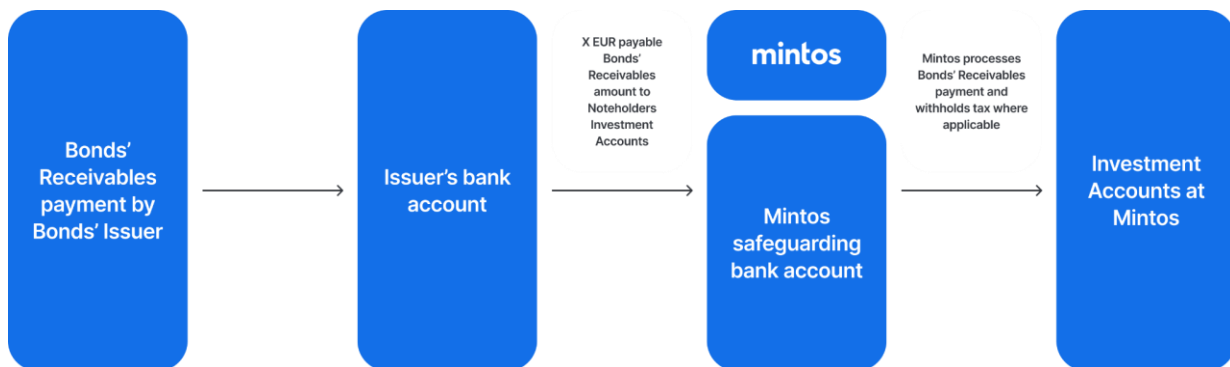 Bonds’
Receivables
payment by
Bonds’ Issuer
Issuer’s bank
account
X EUR payable
Bonds’
Receivables
amount to
Noteholders
Investment
Accounts
mintos
Mintos
safeguarding
bank account
Mintos processes
Bonds’ Receivables
payment and
withholds tax where
applicable
Investment
Accounts at
Mintos